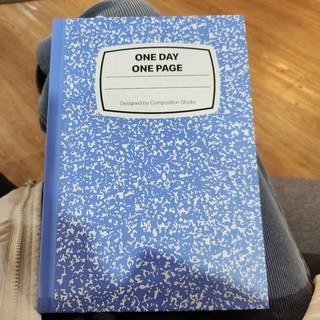 ONE DAY
ONE PAGE
Designed by Composition Studio